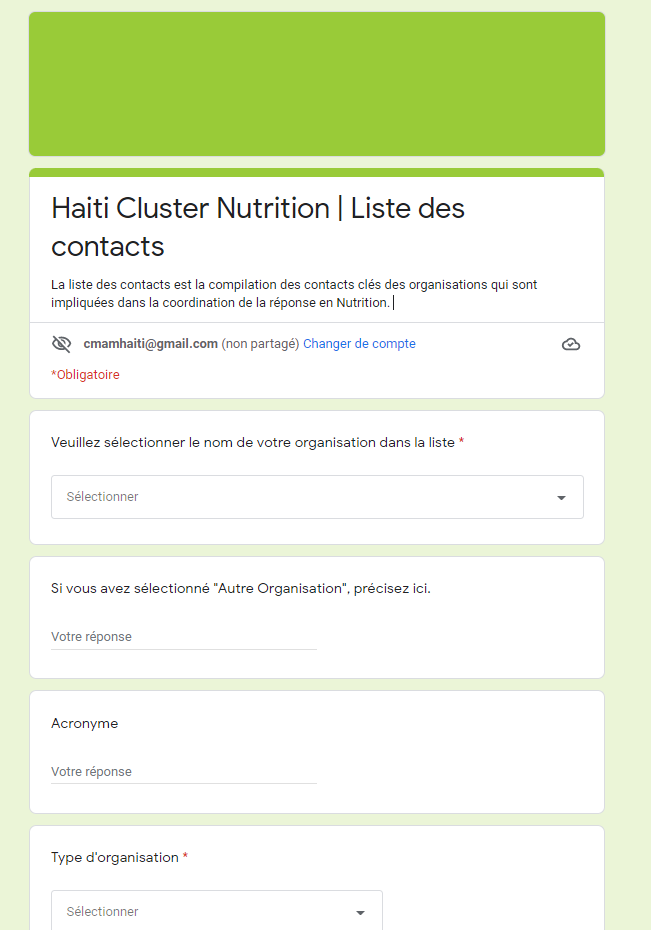 Haiti Cluster Nutrition | Liste des
contacts
La liste des contacts est la compilation des contacts clés des organisations qui sont
impliquées dans la coordination de la réponse en Nutrition.
cmamhaiti@gmail.com (non partagé) Changer de compte
*Obligatoire
Veuillez sélectionner le nom de votre organisation dans la liste *
Sélectionner
Si vous avez sélectionné "Autre Organisation", précisez ici.
Votre réponse
Acronyme
Votre réponse
Type d'organisation *
Sélectionner